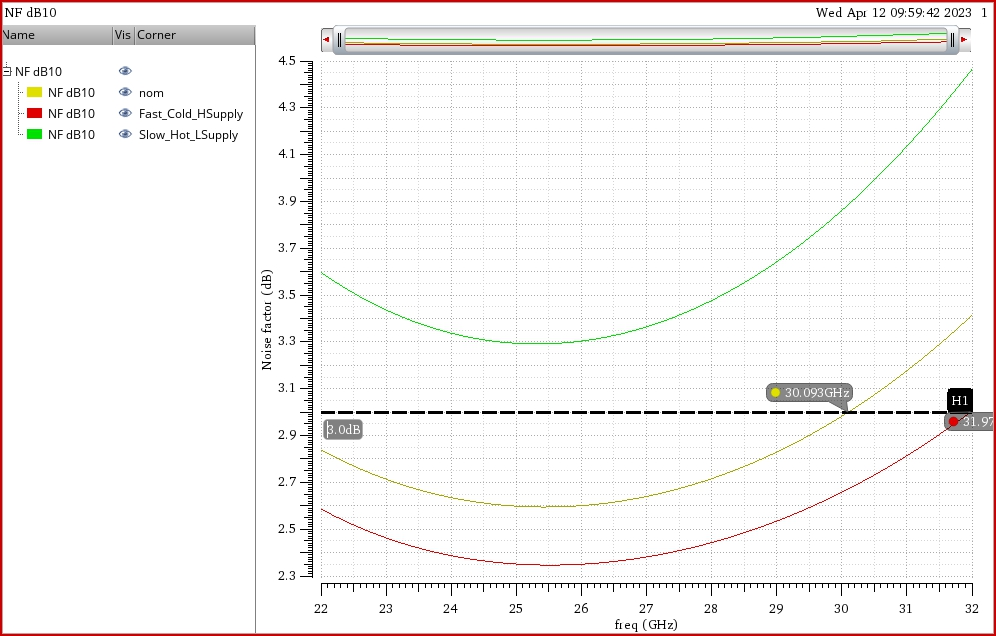 NF dB10
Wed Apr 12 09:59:42 2023 1
Name Vis Corner
NF dB10
NF dB10 nom
NF dB10 Fast_Cold_HSupply
NF dB10 Slow_Hot_LSupply
4.5
4.3
4.1
3.9
3.7
3.5
3.3
3.1
2.9
2.7
2.5
2.3
Noise factor (dB)
30.093GHz
H1
31.97
3.0dB
22 23 24 25 26 27 28 29 30 31 32
freq (GHz)